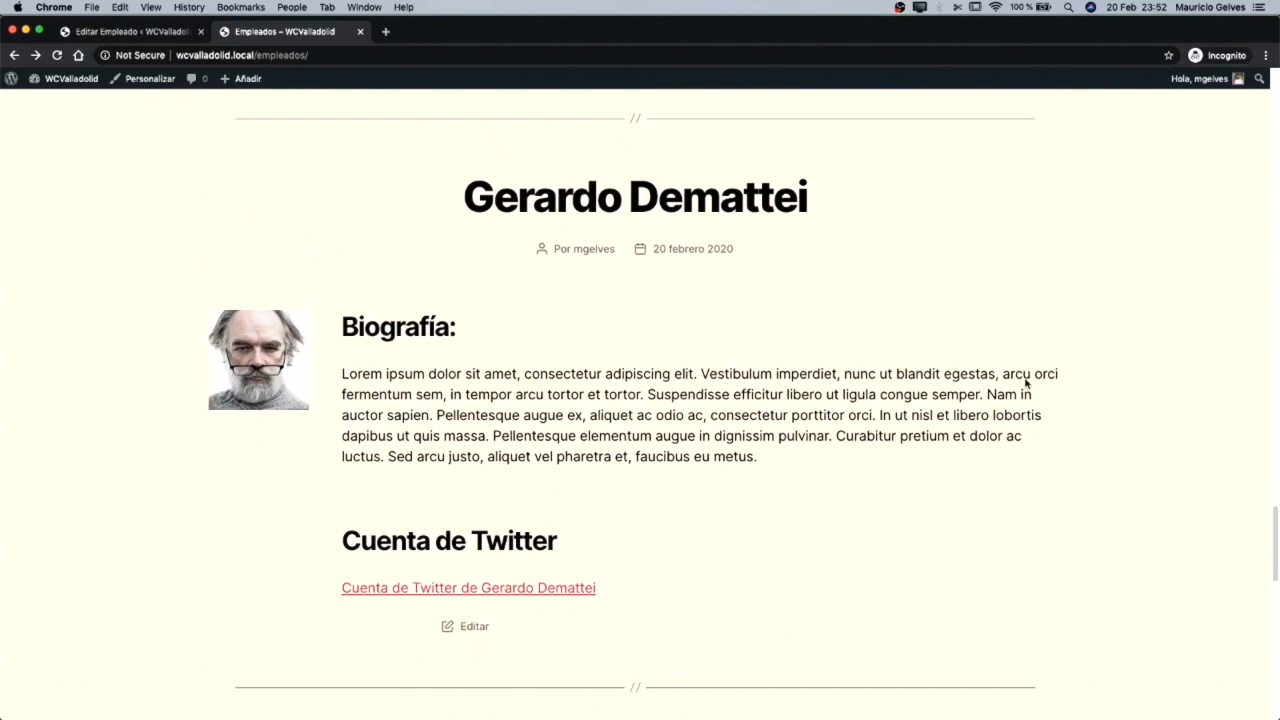 Chrome File Edit View History Bookmarks People Tab Window Help 100 % 20 Feb 23:52 Mauricio Gelves
Editar Empleado ‹ WCValladoli Empleados – WCValladolid
Not Secure wcvalladolid.local/empleados/ Incognito
WCValladolid Personalizar 0 Añadir Hola, mgelves
//
Gerardo Demattei
Por mgelves 20 febrero 2020
Biografía:
Lorem ipsum dolor sit amet, consectetur adipiscing elit. Vestibulum imperdiet, nunc ut blandit egestas, arcu orci
fermentum sem, in tempor arcu tortor et tortor. Suspendisse efficitur libero ut ligula congue semper. Nam in
auctor sapien. Pellentesque augue ex, aliquet ac odio ac, consectetur porttitor orci. In ut nisl et libero lobortis
dapibus ut quis massa. Pellentesque elementum augue in dignissim pulvinar. Curabitur pretium et dolor ac
luctus. Sed arcu justo, aliquet vel pharetra et, faucibus eu metus.
Cuenta de Twitter
Cuenta de Twitter de Gerardo Demattei
Editar
//